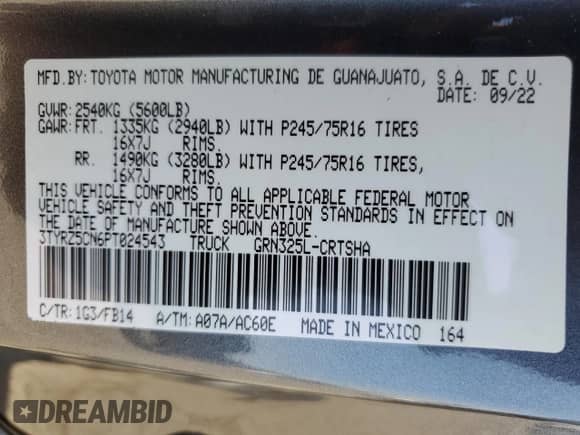 MFD.BY:TOYOTA MOTOR MANUFACTURING DE GUANAJUATO, S.A. DE C.V.
DATE: 09/22
GVWR:2540KG (5600LB)
GAWR:FRT. 1335KG (2940LB) WITH P245/75R16 TIRES
16X7J RIMS.
RR. 1490KG (3280LB) WITH P245/75R16 TIRES,
16X7J RIMS.
THIS VEHICLE CONFORMS TO ALL APPLICABLE FEDERAL MOTOR
VEHICLE SAFETY AND THEFT PREVENTION STANDARDS IN EFFECT ON
THE DATE OF MANUFACTURE SHOWN ABOVE.
3TYRZ5CN6PT024543 TRUCK GRN325L-CRTSHA
C/TR:1G3/FB14 A/TM:A07A/AC60E MADE IN MEXICO 164
DREAMBID